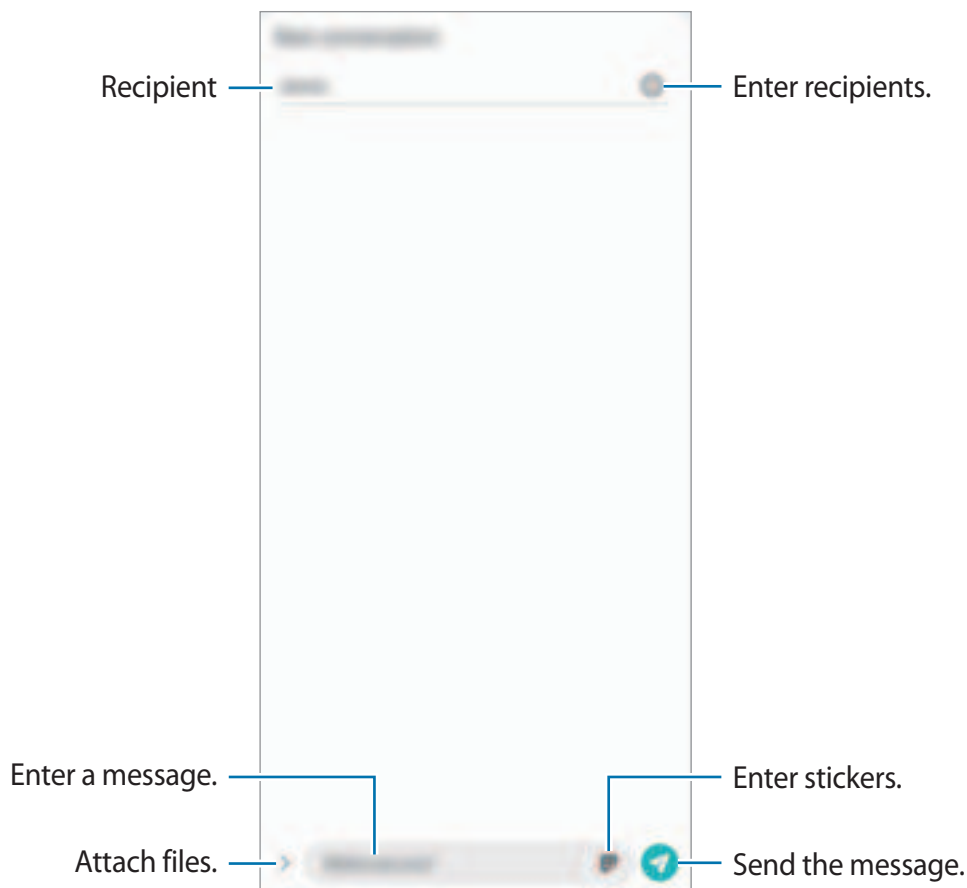 Recipient
Enter recipients.
Enter a message.
Enter stickers.
Attach files.
Send the message.